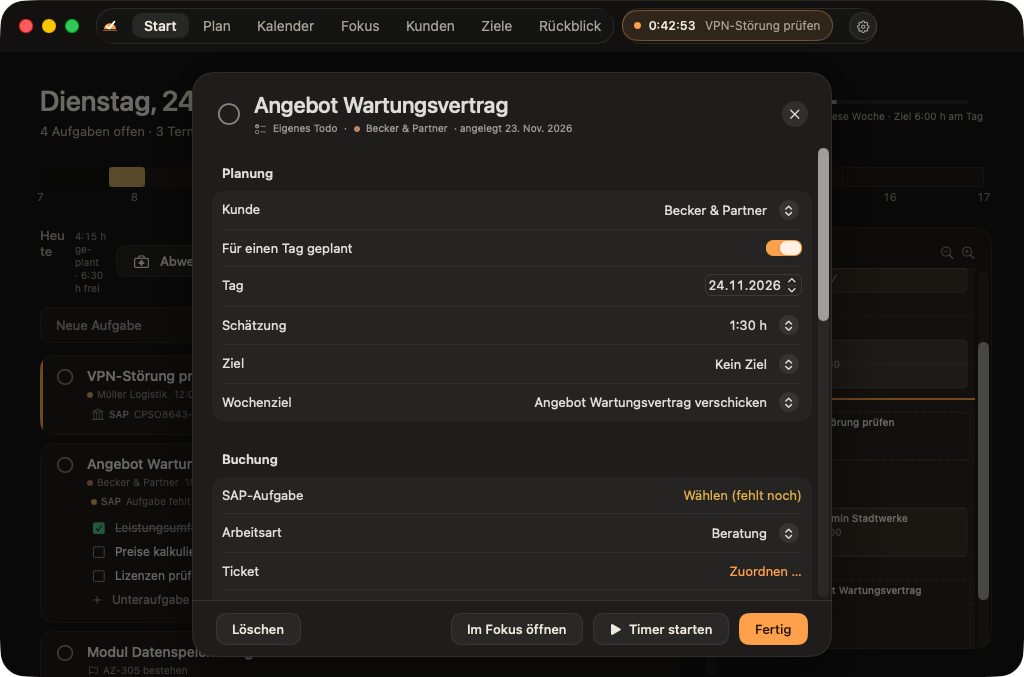 Start Plan Kalender Fokus Kunden Ziele Rückblick 0:42:53 VPN-Störung prüfen
Dienstag, 24
4 Aufgaben offen · 3 Ter
ese Woche · Ziel 6:00 h am Tag
7 8 16 17
Heu
te
4:15 h
ge-
plant
· 6:30
h frei
Abwe
Neue Aufgabe
VPN-Störung pr
Müller Logistik 12:0
SAP CPSO8643-
Angebot Wartur
Becker & Partner
SAP Aufgabe fehlt
Leistungsumf
Preise kalkulie
Lizenzen prüf
+ Unteraufgabe
Modul Datenspei
AZ-305 bestehen
Angebot Wartungsvertrag
Eigenes Todo · Becker & Partner · angelegt 23. Nov. 2026
Planung
Kunde Becker & Partner
Für einen Tag geplant
Tag 24.11.2026
Schätzung 1:30 h
Ziel Kein Ziel
Wochenziel Angebot Wartungsvertrag verschicken
Buchung
SAP-Aufgabe Wählen (fehlt noch)
Arbeitsart Beratung
Ticket Zuordnen ...
Löschen Im Fokus öffnen Timer starten Fertig
örung prüfen
min Stadtwerke
t Wartungsvertrag